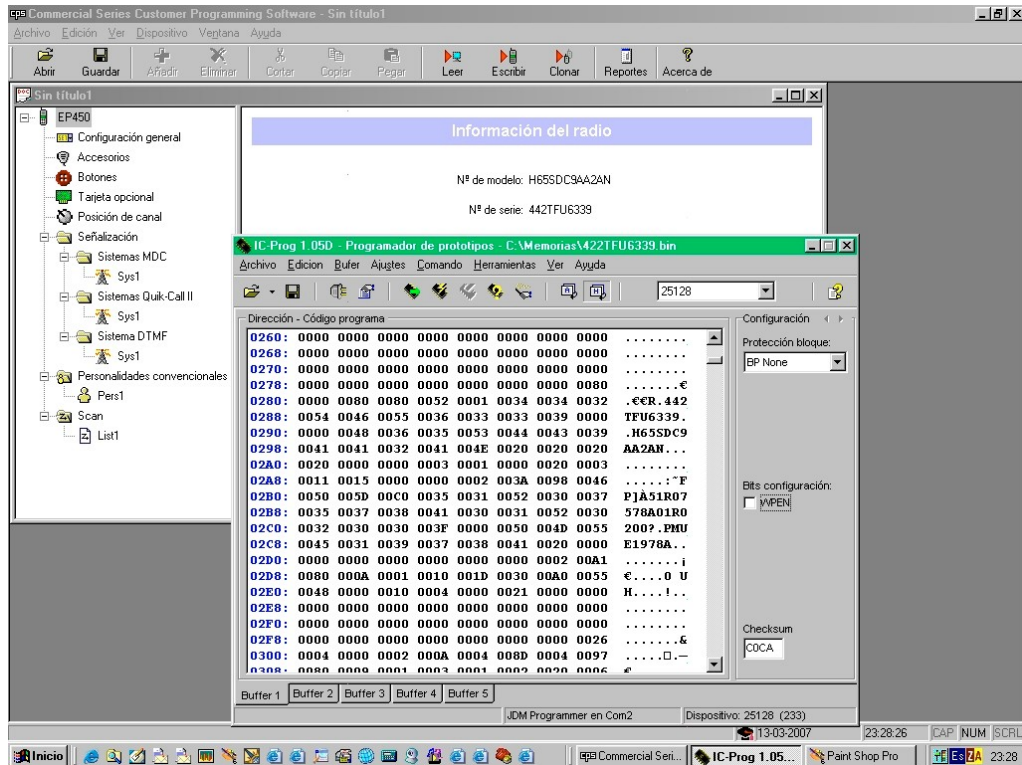 Commercial Series Customer Programming Software - Sin título1
Archivo Edición Ver Dispositivo Ventana Ayuda
Abrir Guardar Añadir Eliminar Cortar Copiar Pegar Leer Escribir Clonar Reportes Acerca de
Sin título1
EP450
Configuración general
Accesorios
Botones
Tarjeta opcional
Posición de canal
Señalización
Sistemas MDC
Sys1
Sistemas Quik-Call II
Sys1
Sistema DTMF
Sys1
Personalidades convencionales
Pers1
Scan
List1
Información del radio
Nº de modelo: H65SDC9AA2AN
Nº de serie: 442TFU6339
IC-Prog 1.05D - Programador de prototipos - C:\Memorias\422TFU6339.bin
Archivo Edicion Bufer Ajustes Comando Herramientas Ver Ayuda
25128
Dirección - Código programa
0260: 0000 0000 0000 0000 0000 0000 0000 0000 ........
0268: 0000 0000 0000 0000 0000 0000 0000 0000 ........
0270: 0000 0000 0000 0000 0000 0000 0000 0000 ........
0278: 0000 0000 0000 0000 0000 0000 0000 0080 .......€
0280: 0000 0080 0080 0052 0001 0034 0034 0032 .€€R.442
0288: 0054 0046 0055 0036 0033 0033 0039 0000 TFU6339.
0290: 0000 0048 0036 0035 0053 0044 0043 0039 .H65SDC9
0298: 0041 0041 0032 0041 004E 0020 0020 0020 AA2AN...
02A0: 0020 0000 0000 0003 0001 0000 0020 0003 ........
02A8: 0011 0015 0000 0000 0002 003A 0098 0046 .....:˜F
02B0: 0050 005D 00C0 0035 0031 0052 0030 0037 P]À51R07
02B8: 0035 0037 0038 0041 0030 0031 0052 0030 578A01R0
02C0: 0032 0030 0030 003F 0000 0050 004D 0055 200?.PMU
02C8: 0045 0031 0039 0037 0038 0041 0020 0000 E1978A..
02D0: 0000 0000 0000 0000 0000 0000 0002 00A1 .......¡
02D8: 0080 000A 0001 0010 001D 0030 00A0 0055 €....0 U
02E0: 0048 0000 0010 0004 0000 0021 0000 0000 H....!..
02E8: 0000 0000 0000 0000 0000 0000 0000 0000 ........
02F0: 0000 0000 0000 0000 0000 0000 0000 0000 ........
02F8: 0000 0000 0000 0000 0000 0000 0000 0026 .......&
0300: 0004 0000 0002 000A 0004 008D 0004 0097 .....□.—
0308: 0080 0009 0001 0003 0001 0002 0020 0006
Configuración
Protección bloque:
BP None
Bits configuración:
WPEN
Checksum
C0CA
Buffer 1 Buffer 2 Buffer 3 Buffer 4 Buffer 5
JDM Programmer en Com2 Dispositivo: 25128 (233)
13-03-2007 23:28:26 CAP NUM SCRL
Inicio Commercial Seri... IC-Prog 1.05... Paint Shop Pro Es ZA 23:28